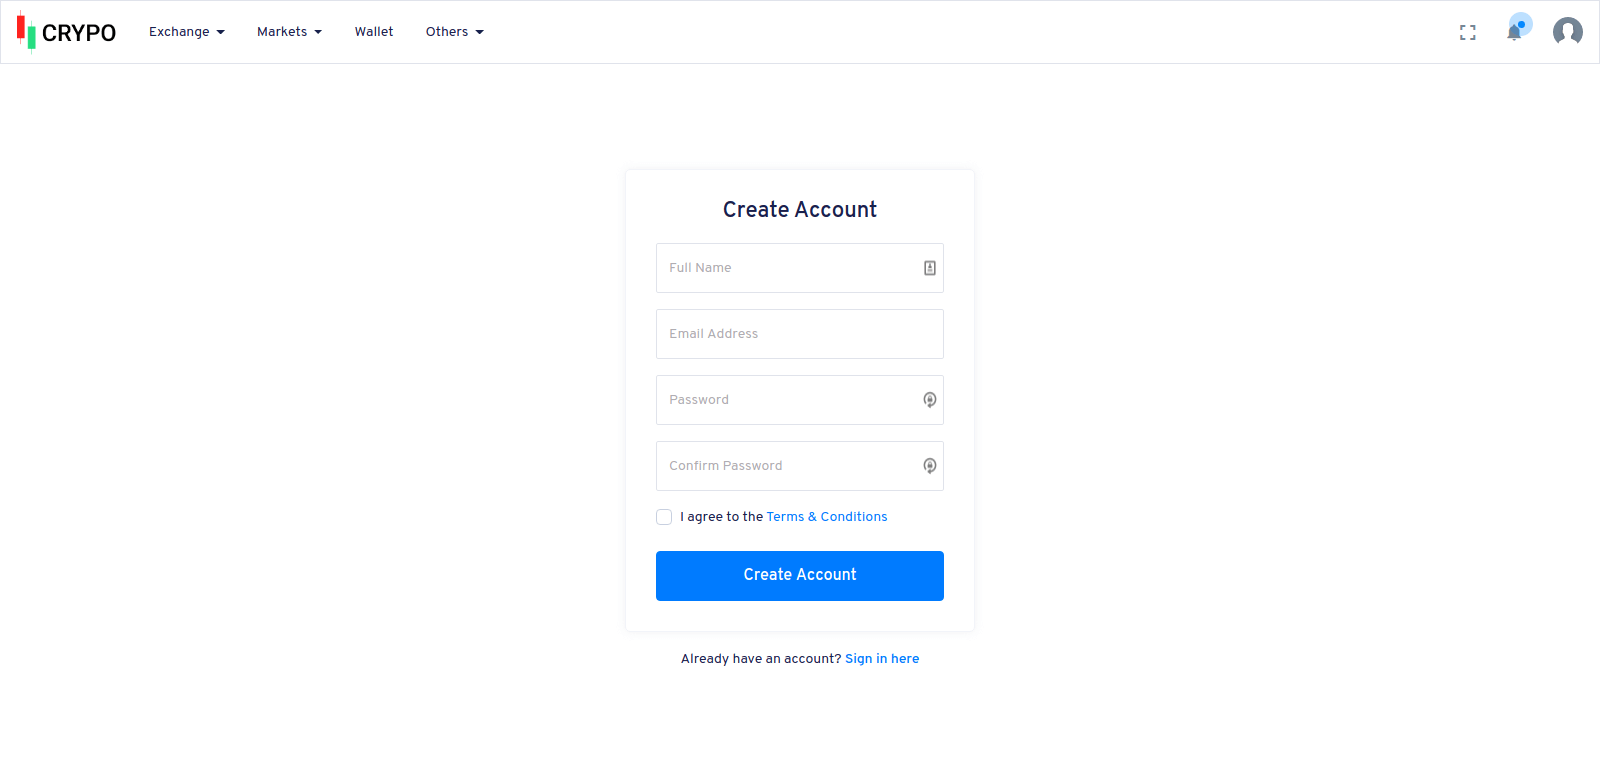 CRYPO
Exchange
Markets
Wallet
Others
Create Account
Full Name
Email Address
Password
Confirm Password
I agree to the Terms & Conditions
Create Account
Already have an account? Sign in here